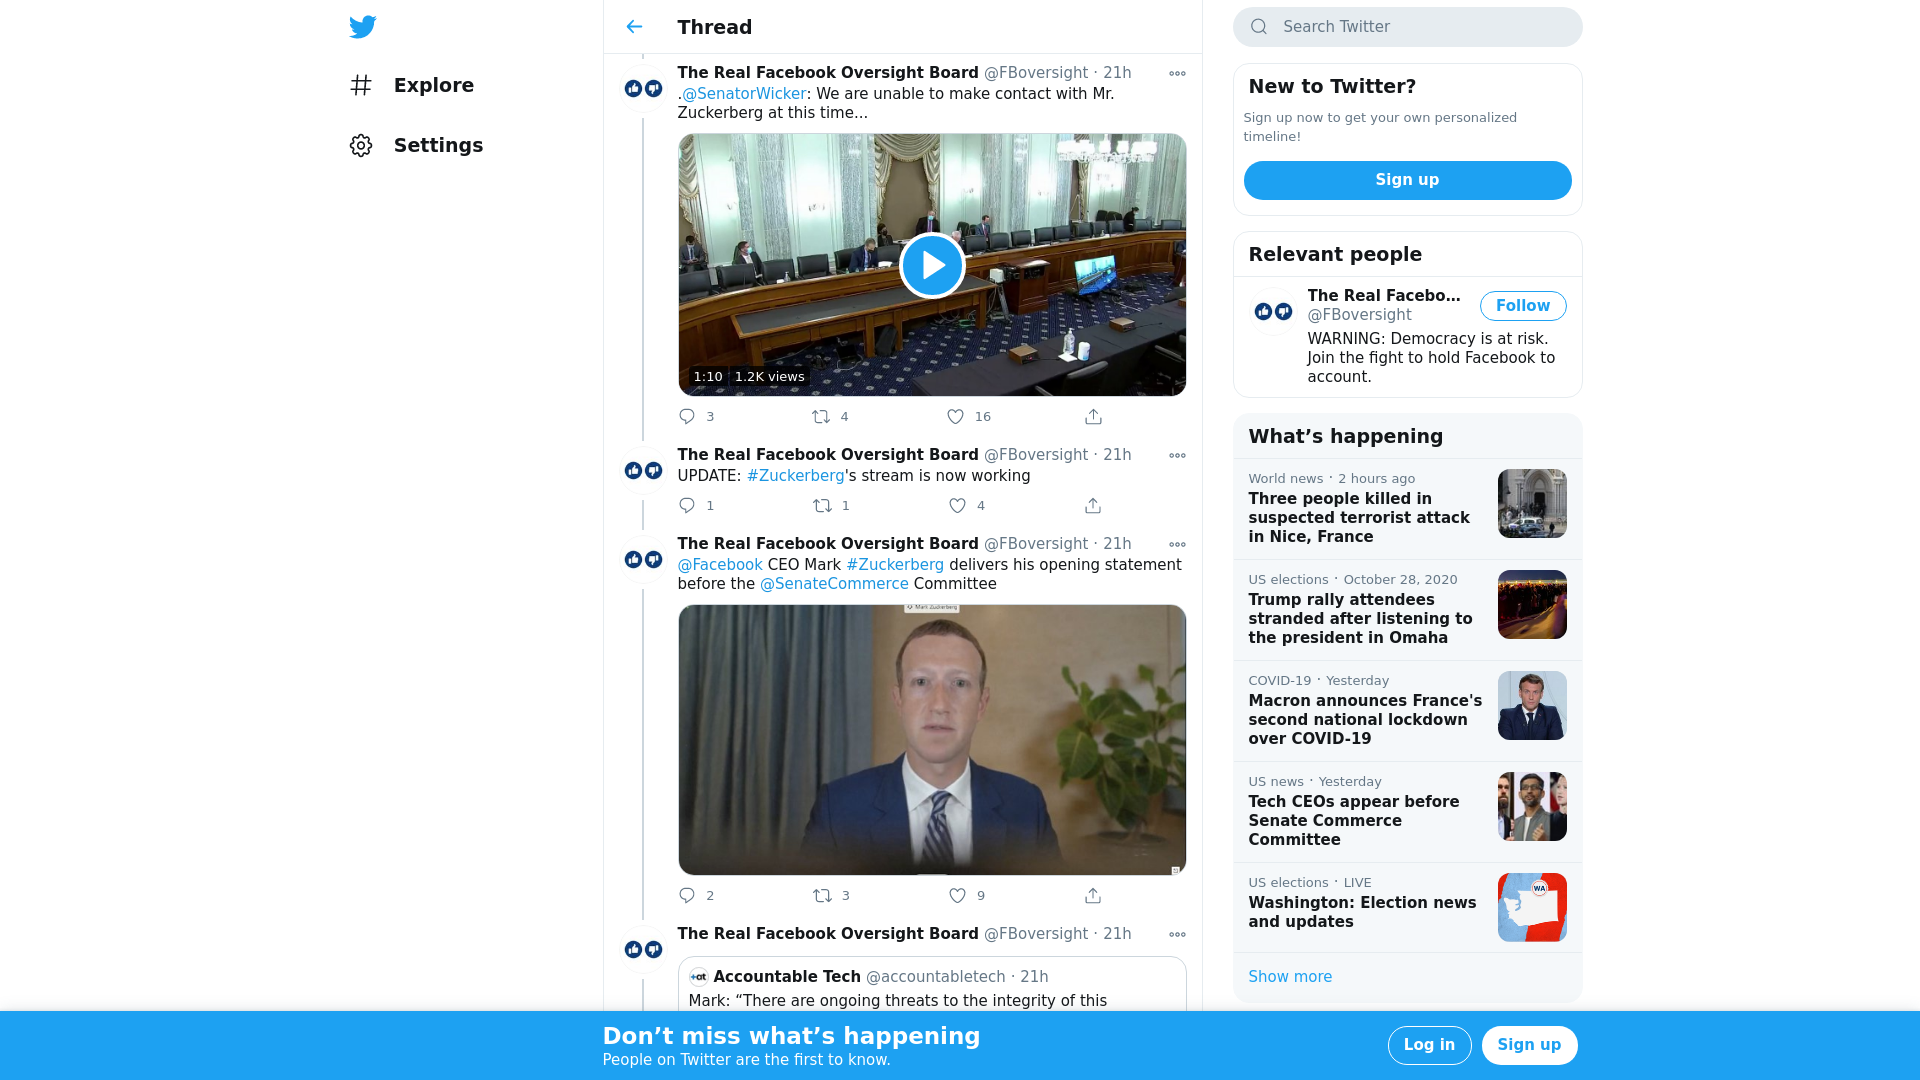 Explore
Settings
Thread
The Real Facebook Oversight Board @FBoversight · 21h
.@SenatorWicker: We are unable to make contact with Mr.
Zuckerberg at this time...
1:10 1.2K views
3 4 16
The Real Facebook Oversight Board @FBoversight · 21h
UPDATE: #Zuckerberg's stream is now working
1 1 4
The Real Facebook Oversight Board @FBoversight · 21h
@Facebook CEO Mark #Zuckerberg delivers his opening statement
before the @SenateCommerce Committee
Mark Zuckerberg
2 3 9
The Real Facebook Oversight Board @FBoversight · 21h
+at Accountable Tech @accountabletech · 21h
Mark: “There are ongoing threats to the integrity of this
Search Twitter
New to Twitter?
Sign up now to get your own personalized
timeline!
Sign up
Relevant people
The Real Facebo...
@FBoversight
Follow
WARNING: Democracy is at risk.
Join the fight to hold Facebook to
account.
What’s happening
World news · 2 hours ago
Three people killed in
suspected terrorist attack
in Nice, France
US elections · October 28, 2020
Trump rally attendees
stranded after listening to
the president in Omaha
COVID-19 · Yesterday
Macron announces France's
second national lockdown
over COVID-19
US news · Yesterday
Tech CEOs appear before
Senate Commerce
Committee
US elections · LIVE
Washington: Election news
and updates
WA
Show more
Don’t miss what’s happening
People on Twitter are the first to know.
Log in
Sign up